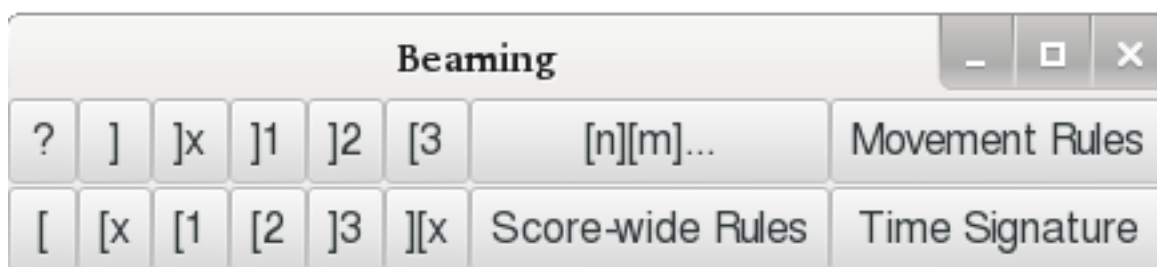 Beaming
? ] ]x ]1 ]2 [3 [n][m]... Movement Rules
[ [x [1 [2 ]3 ][x Score-wide Rules Time Signature